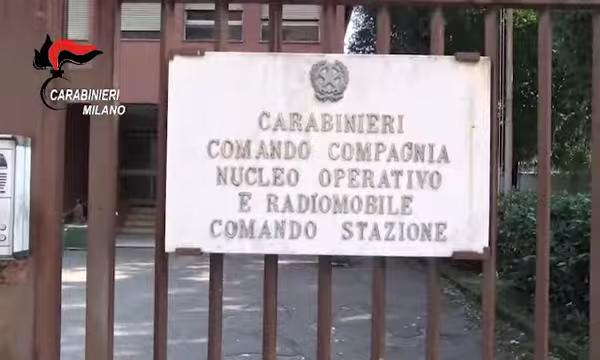 CARABINIERI
MILANO
CARABINIERI
COMANDO COMPAGNIA
NUCLEO OPERATIVO
E RADIOMOBILE
COMANDO STAZIONE